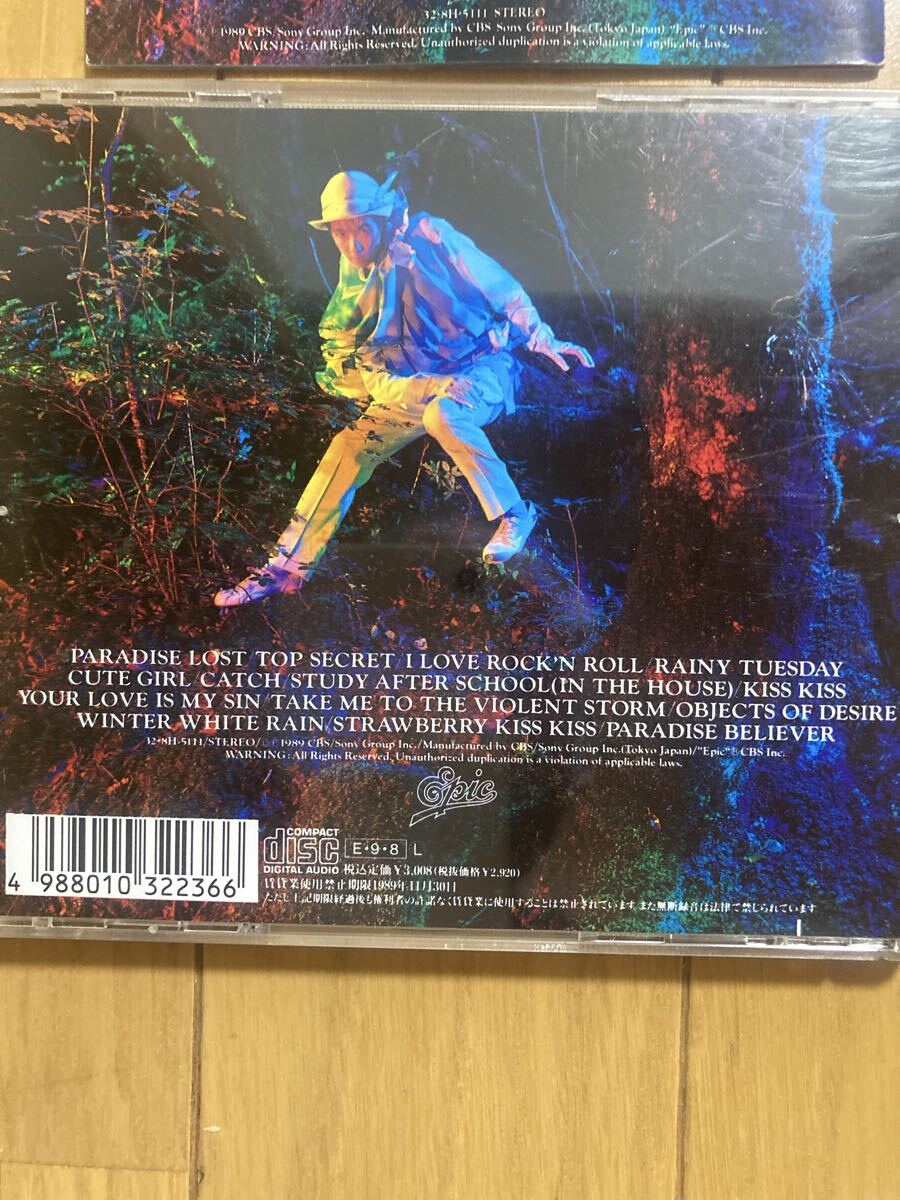 32・8H・5111 STEREO
Ⓟ 1989 CBS/Sony Group Inc. Manufactured by CBS/Sony Group Inc. (Tokyo Japan) "Epic" ® CBS Inc.
WARNING: All Rights Reserved. Unauthorized duplication is a violation of applicable laws.
PARADISE LOST/TOP SECRET/I LOVE ROCK'N ROLL/RAINY TUESDAY
CUTE GIRL/CATCH/STUDY AFTER SCHOOL(IN THE HOUSE)/KISS KISS
YOUR LOVE IS MY SIN/TAKE ME TO THE VIOLENT STORM/OBJECTS OF DESIRE
WINTER WHITE RAIN/STRAWBERRY KISS KISS/PARADISE BELIEVER
32・8H-5111/STEREO/©Ⓟ1989 CBS/Sony Group Inc./Manufactured by CBS/Sony Group Inc.(Tokyo Japan)/"Epic"® CBS Inc.
WARNING: All Rights Reserved. Unauthorized duplication is a violation of applicable laws.
Epic
COMPACT
disc
DIGITAL AUDIO
E・9・8 L
税込定価¥3,008(税抜価格¥2,920)
賃貸業使用禁止期限1989年11月30日
ただし上記期限経過後も権利者の許諾なく賃貸業に使用することは禁止されています また無断録音は法律で禁じられています
4 988010 322366